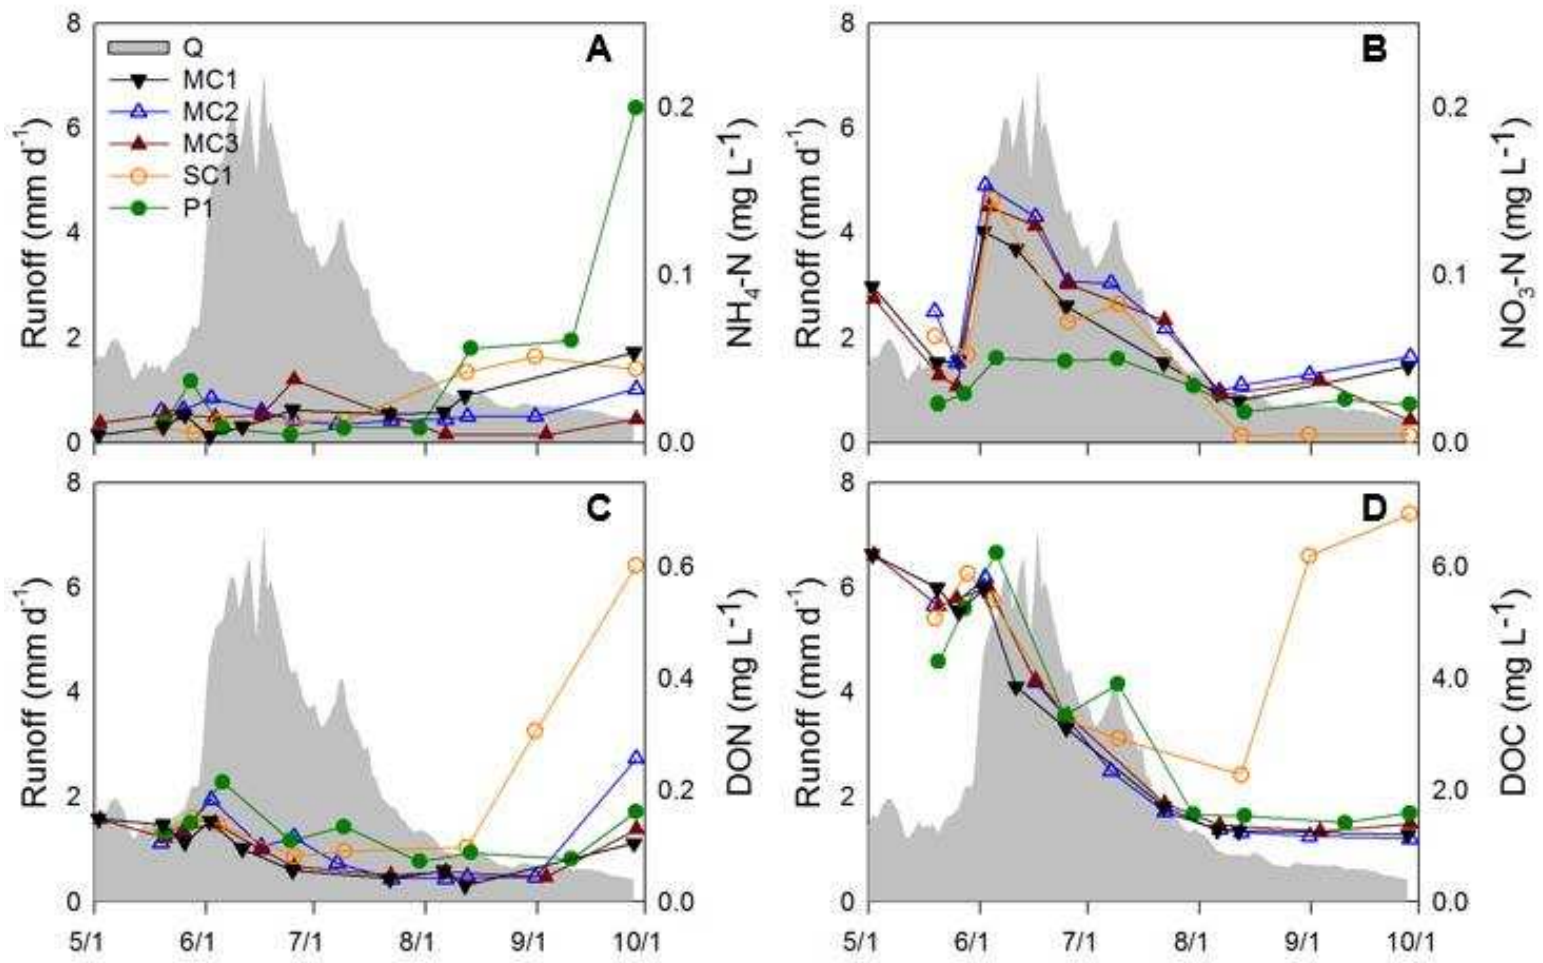 A
8
6
4
2
0
Runoff (mm d-1)
Q
MC1
MC2
MC3
SC1
P1
0.2
0.1
0.0
NH4-N (mg L-1)
B
8
6
4
2
0
Runoff (mm d-1)
0.2
0.1
0.0
NO3-N (mg L-1)
C
8
6
4
2
0
Runoff (mm d-1)
0.6
0.4
0.2
0.0
DON (mg L-1)
5/1 6/1 7/1 8/1 9/1 10/1
D
8
6
4
2
0
Runoff (mm d-1)
6.0
4.0
2.0
0.0
DOC (mg L-1)
5/1 6/1 7/1 8/1 9/1 10/1